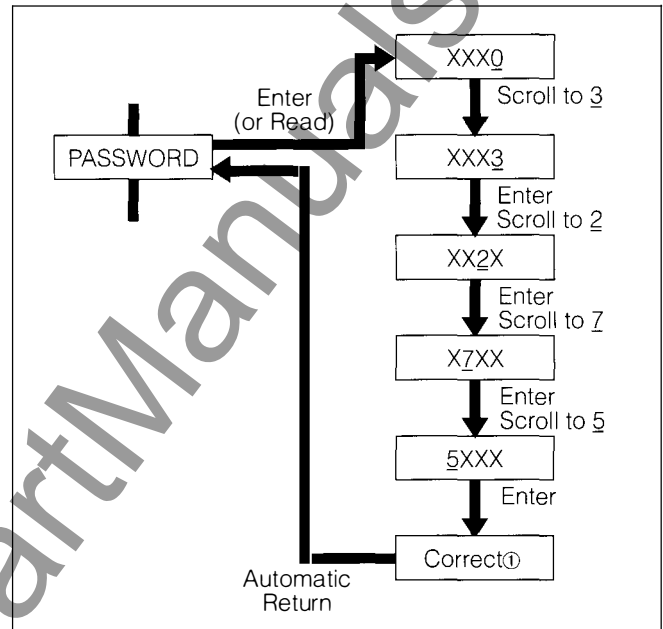 XXX0
Scroll to 3
Enter
(or Read)
PASSWORD
XXX3
Enter
Scroll to 2
XX2X
Enter
Scroll to 7
X7XX
Enter
Scroll to 5
5XXX
Enter
Correct①
Automatic
Return
artManuals